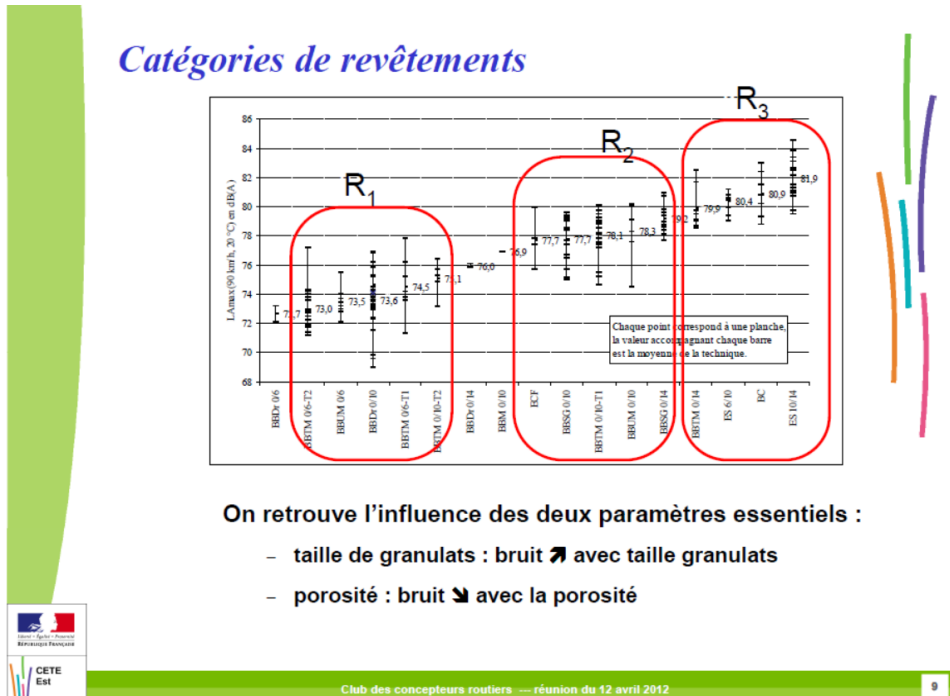 Catégories de revêtements
R1
R2
R3
LAmax (90 km/h, 20 °C) en dB(A)
86
84
82
80
78
76
74
72
70
68
72,7
73,0
73,5
73,6
74,5
75,1
76,0
76,9
77,7
77,7
78,1
78,3
79,2
79,9
80,4
80,9
81,9
Chaque point correspond à une planche,
la valeur accompagnant chaque barre
est la moyenne de la technique.
BBDr 0/6
BBTM 0/6-T2
BBUM 0/6
BBDr 0/10
BBTM 0/6-T1
BBTM 0/10-T2
BBDr 0/14
BBM 0/10
ECF
BBSG 0/10
BBTM 0/10-T1
BBUM 0/10
BBSG 0/14
BBTM 0/14
ES 6/10
BC
ES 10/14
On retrouve l’influence des deux paramètres essentiels :
– taille de granulats : bruit ↗ avec taille granulats
– porosité : bruit ↘ avec la porosité
Liberté • Égalité • Fraternité
RÉPUBLIQUE FRANÇAISE
CETE
Est
Club des concepteurs routiers --- réunion du 12 avril 2012
9